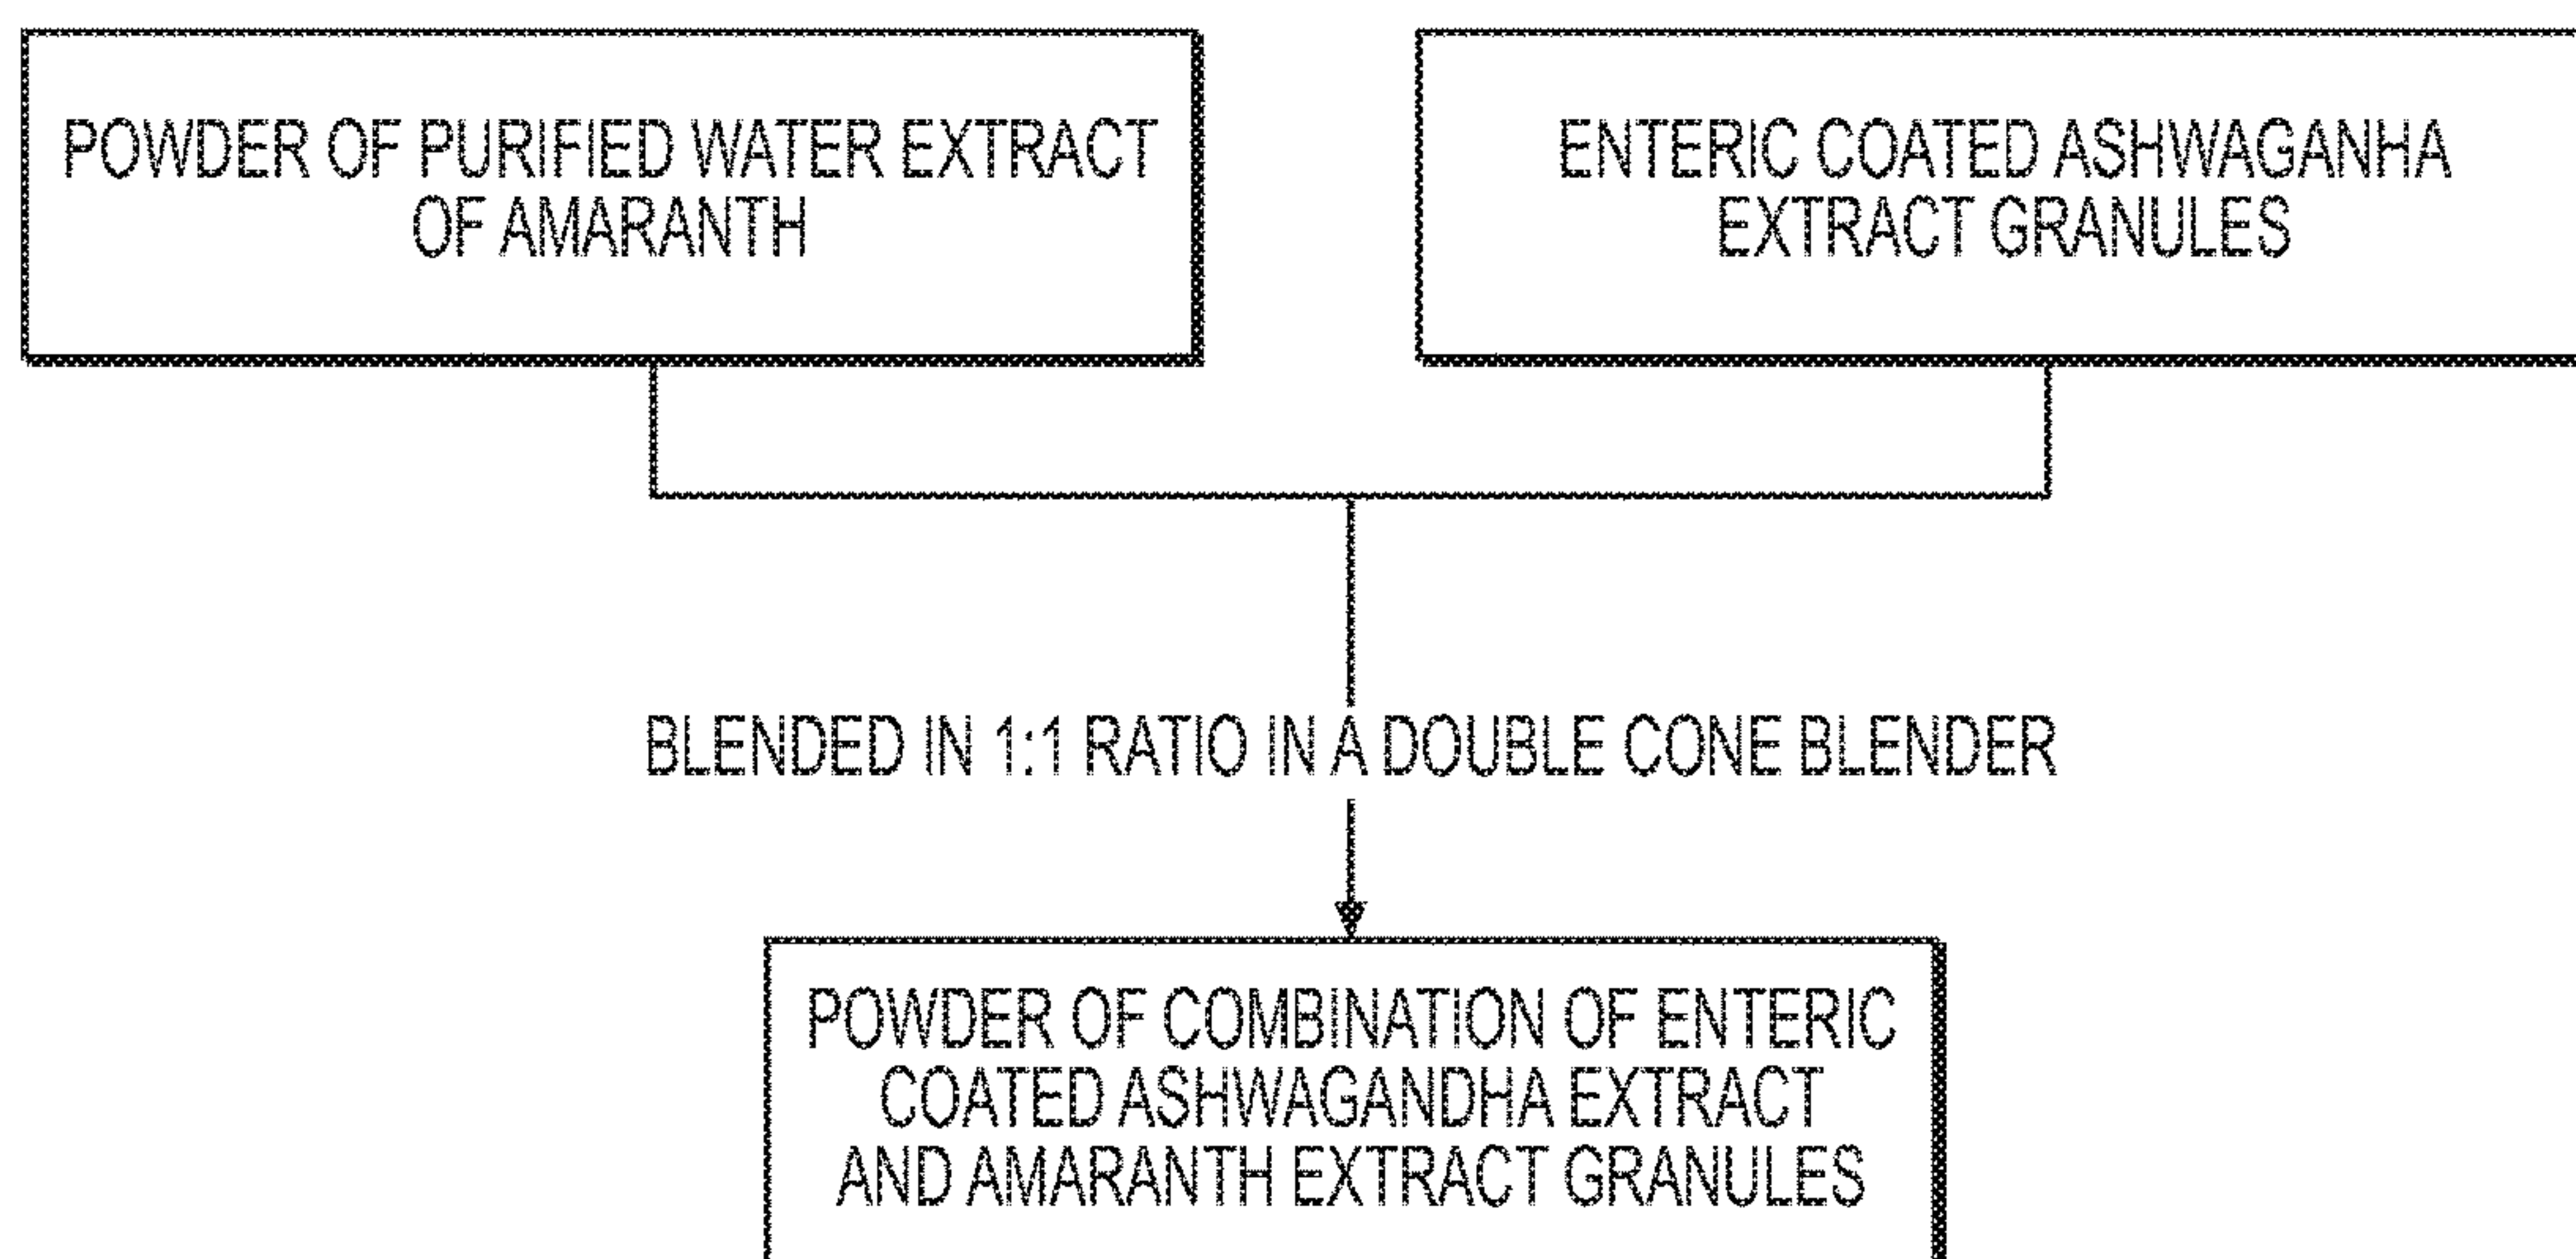 POWDER OF PURIFIED WATER EXTRACT
OF AMARANTH
ENTERIC COATED ASHWAGANHA
EXTRACT GRANULES
BLENDED IN 1:1 RATIO IN A DOUBLE CONE BLENDER
POWDER OF COMBINATION OF ENTERIC
COATED ASHWAGANDHA EXTRACT
AND AMARANTH EXTRACT GRANULES